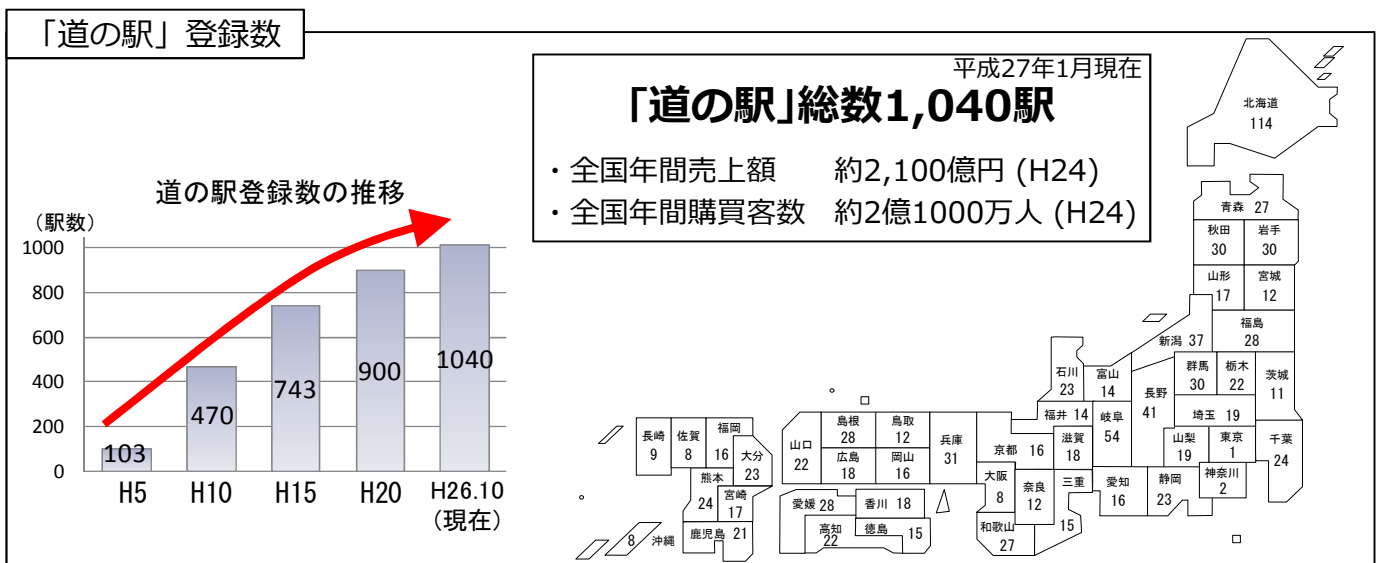 「道の駅」登録数
平成27年1月現在
「道の駅」総数1,040駅
・全国年間売上額 約2,100億円 (H24)
・全国年間購買客数 約2億1000万人 (H24)
道の駅登録数の推移
（駅数）
1000
800
600
400
200
0
103
470
743
900
1040
H5
H10
H15
H20
H26.10
（現在）
北海道
114
青森 27
秋田
30
岩手
30
山形
17
宮城
12
福島
28
新潟 37
群馬
30
栃木
22
茨城
11
石川
23
富山
14
長野
41
埼玉 19
福井 14
岐阜
54
山梨
19
東京
1
千葉
24
神奈川
2
静岡
23
愛知
16
滋賀
18
京都 16
三重
15
奈良
12
大阪
8
和歌山
27
兵庫
31
鳥取
12
島根
28
岡山
16
広島
18
山口
22
香川 18
愛媛 28
徳島 15
高知
22
福岡
16
佐賀
8
長崎
9
大分
23
熊本
24
宮崎
17
鹿児島 21
8 沖縄